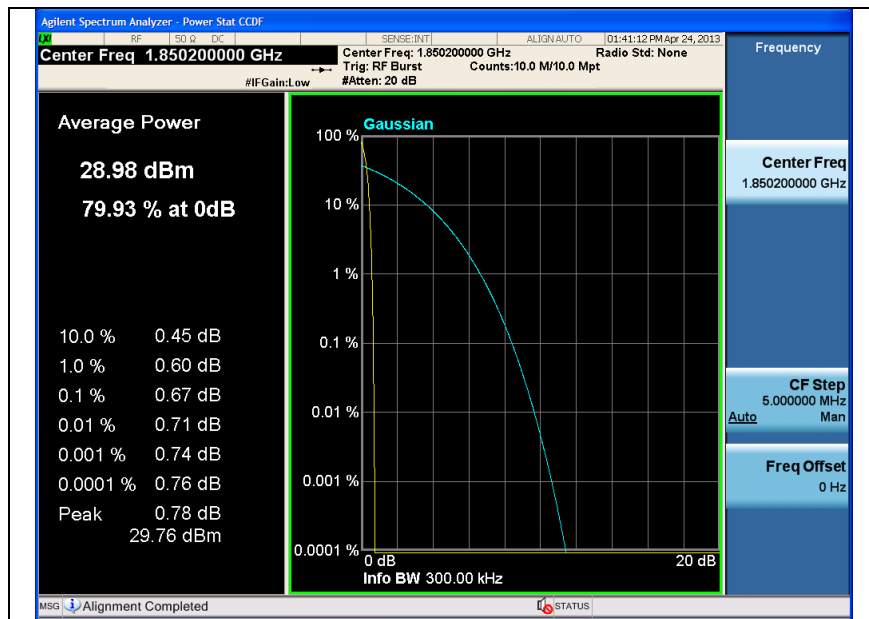 Agilent Spectrum Analyzer - Power Stat CCDF
LXI RF 50 Ω DC SENSE:INT ALIGN AUTO 01:41:12 PM Apr 24, 2013
Center Freq 1.850200000 GHz
Center Freq: 1.850200000 GHz Radio Std: None
Trig: RF Burst Counts:10.0 M/10.0 Mpt
#IFGain:Low #Atten: 20 dB
Frequency
Average Power
28.98 dBm
79.93 % at 0dB
10.0 % 0.45 dB
1.0 % 0.60 dB
0.1 % 0.67 dB
0.01 % 0.71 dB
0.001 % 0.74 dB
0.0001 % 0.76 dB
Peak 0.78 dB
29.76 dBm
Gaussian
100 %
10 %
1 %
0.1 %
0.01 %
0.001 %
0.0001 %
0 dB 20 dB
Info BW 300.00 kHz
Center Freq
1.850200000 GHz
CF Step
5.000000 MHz
Auto Man
Freq Offset
0 Hz
MSG Alignment Completed STATUS